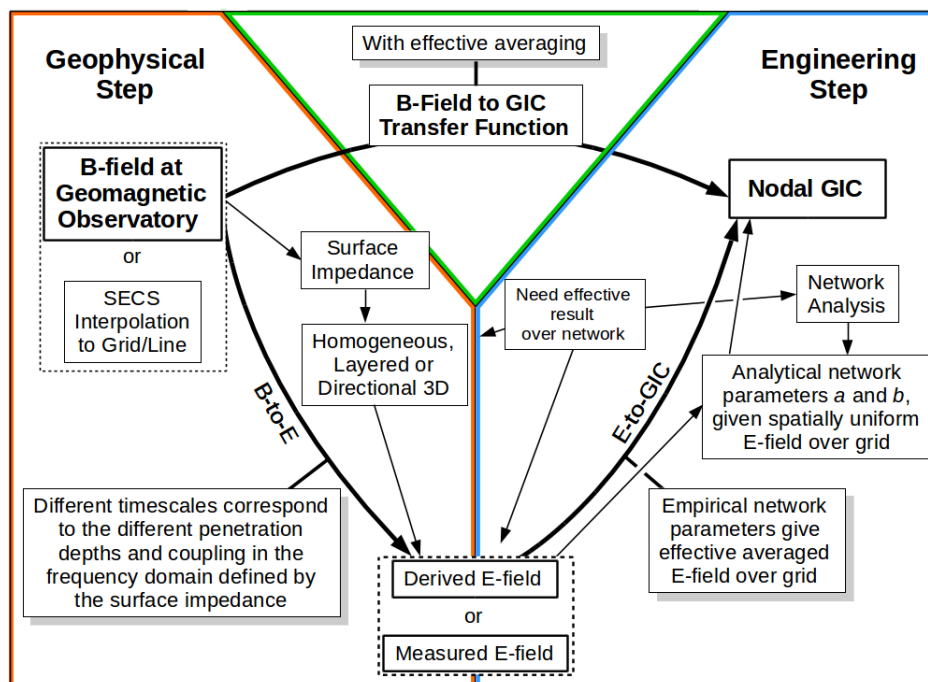 Geophysical
Step
With effective averaging
B-Field to GIC
Transfer Function
Engineering
Step
B-field at
Geomagnetic
Observatory
or
SECS
Interpolation
to Grid/Line
Surface
Impedance
Homogeneous,
Layered or
Directional 3D
Need effective
result
over network
Nodal GIC
Network
Analysis
Analytical network
parameters a and b,
given spatially uniform
E-field over grid
B-to-E
E-to-GIC
Different timescales correspond
to the different penetration
depths and coupling in the
frequency domain defined by
the surface impedance
Empirical network
parameters give
effective averaged
E-field over grid
Derived E-field
or
Measured E-field